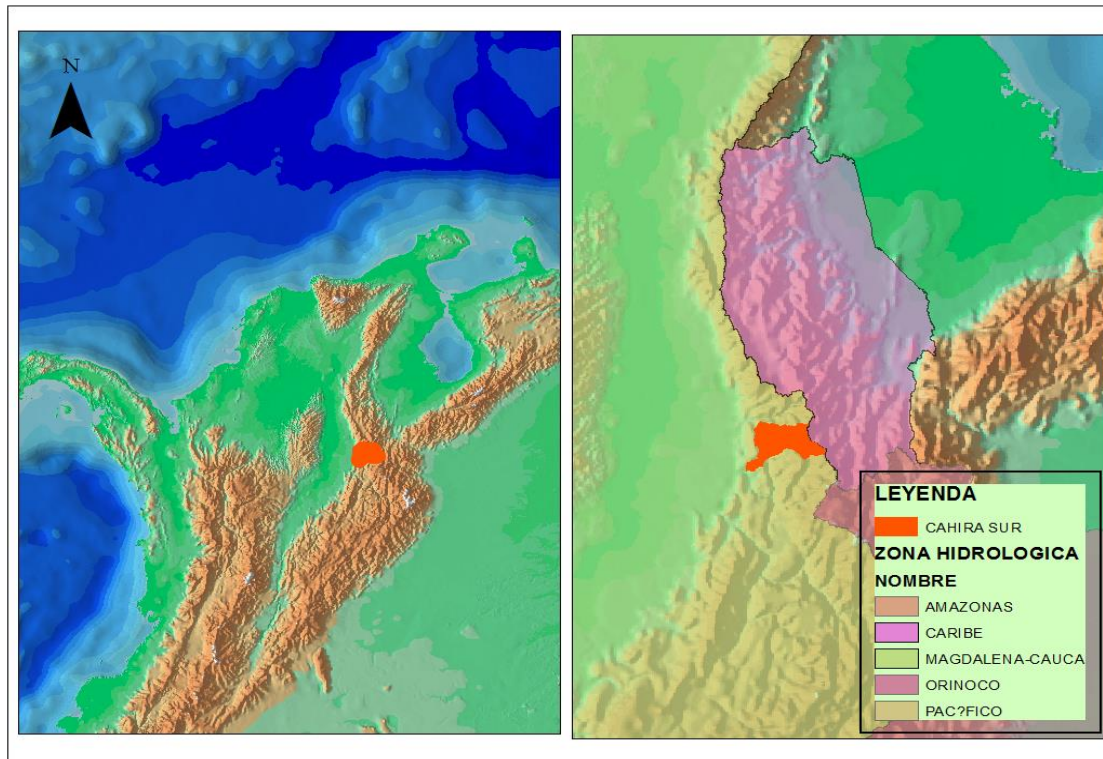 N
LEYENDA
CAHIRA SUR
ZONA HIDROLOGICA
NOMBRE
AMAZONAS
CARIBE
MAGDALENA-CAUCA
ORINOCO
PAC?FICO